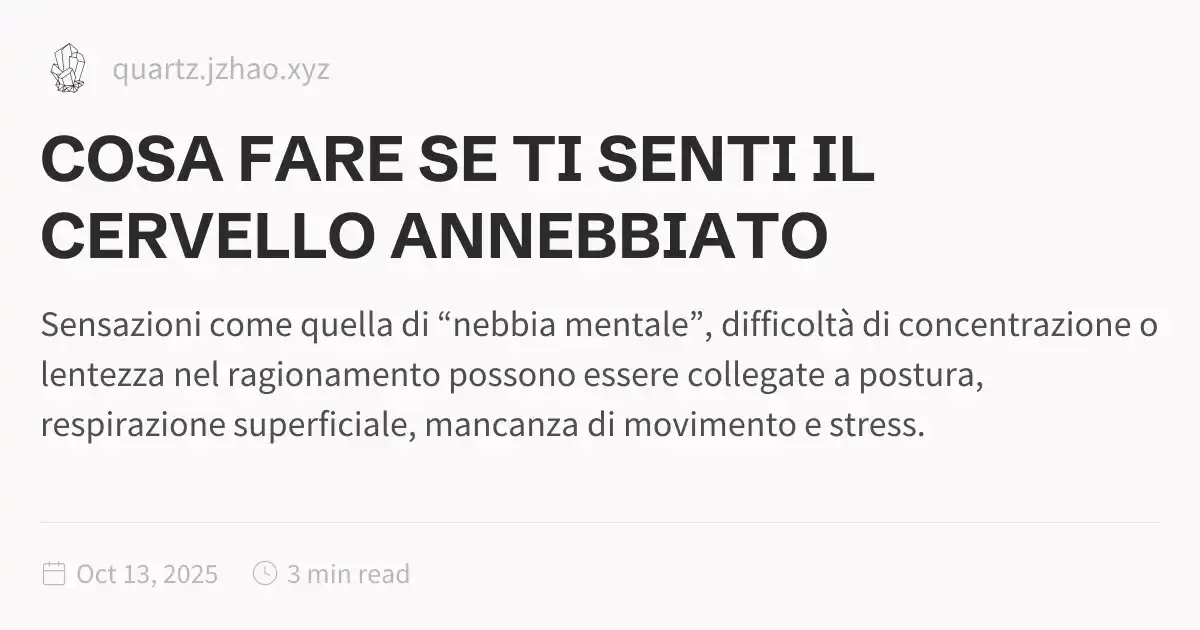 quartz.jzhao.xyz
COSA FARE SE TI SENTI IL
CERVELLO ANNEBBIATO
Sensazioni come quella di “nebbia mentale”, difficoltà di concentrazione o
lentezza nel ragionamento possono essere collegate a postura,
respirazione superficiale, mancanza di movimento e stress.
Oct 13, 2025 3 min read